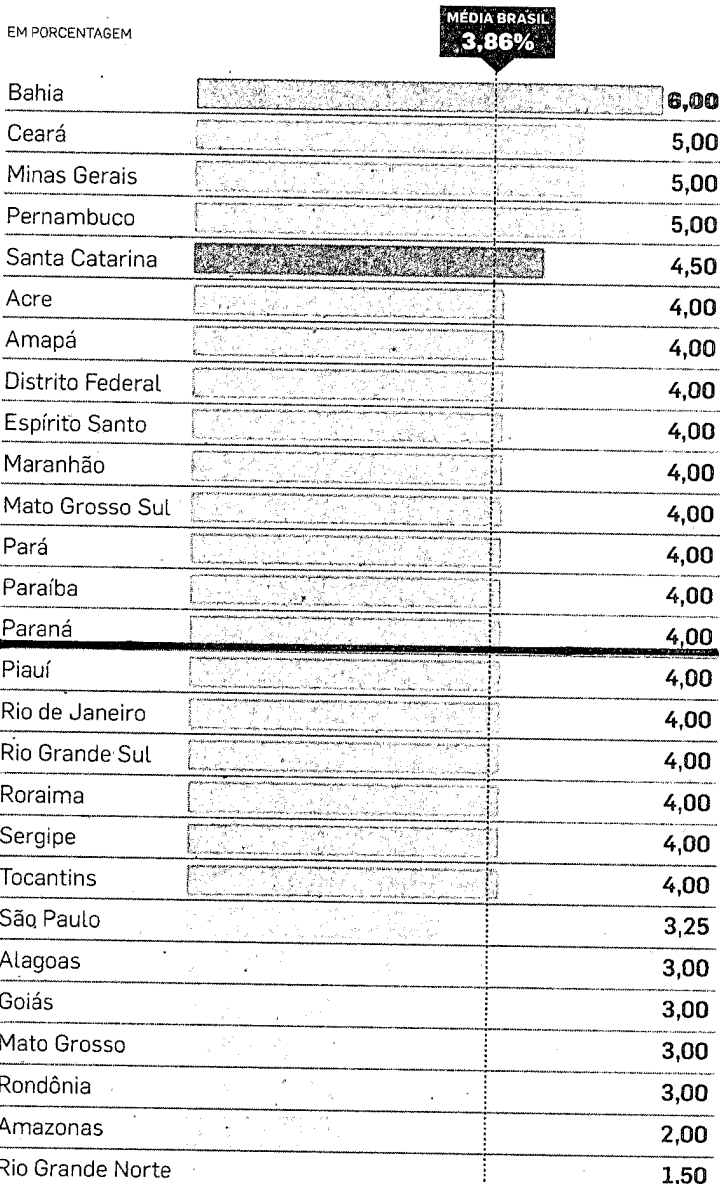 MÉDIA BRASIL
3,86%
EM PORCENTAGEM
Bahia 6,00
Ceará 5,00
Minas Gerais 5,00
Pernambuco 5,00
Santa Catarina 4,50
Acre 4,00
Amapá 4,00
Distrito Federal 4,00
Espírito Santo 4,00
Maranhão 4,00
Mato Grosso Sul 4,00
Pará 4,00
Paraíba 4,00
Paraná 4,00
Piauí 4,00
Rio de Janeiro 4,00
Rio Grande Sul 4,00
Roraima 4,00
Sergipe 4,00
Tocantins 4,00
São Paulo 3,25
Alagoas 3,00
Goiás 3,00
Mato Grosso 3,00
Rondônia 3,00
Amazonas 2,00
Rio Grande Norte 1,50